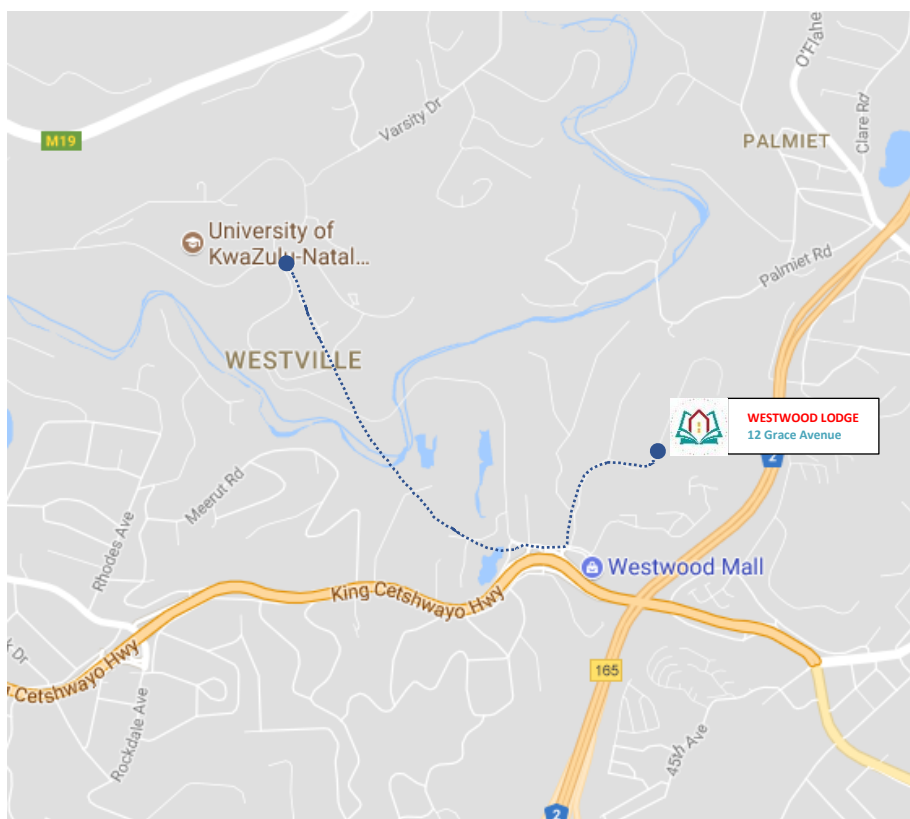 O'Flahe
Varsity Dr
Clare Rd
M19
PALMIET
University of
KwaZulu-Natal...
Palmiet Rd
WESTVILLE
WESTWOOD LODGE
12 Grace Avenue
2
Meerut Rd
Rhodes Ave
Westwood Mall
King Cetshwayo Hwy
k Dr
Cetshwayo Hwy
165
Rockdale Ave
45th Ave
2